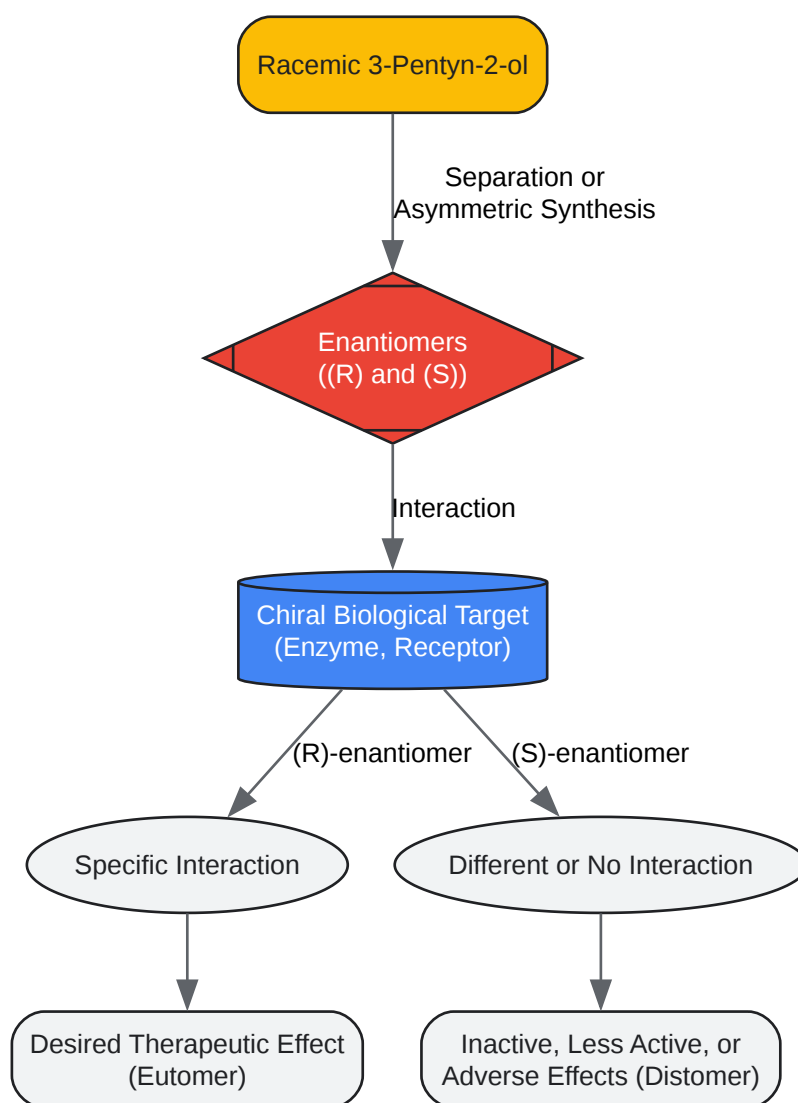 Racemic 3-Pentyn-2-ol
Separation or
Asymmetric Synthesis
Enantiomers
((R) and (S))
Interaction
Chiral Biological Target
(Enzyme, Receptor)
(R)-enantiomer
(S)-enantiomer
Specific Interaction
Different or No Interaction
Desired Therapeutic Effect
(Eutomer)
Inactive, Less Active, or
Adverse Effects (Distomer)